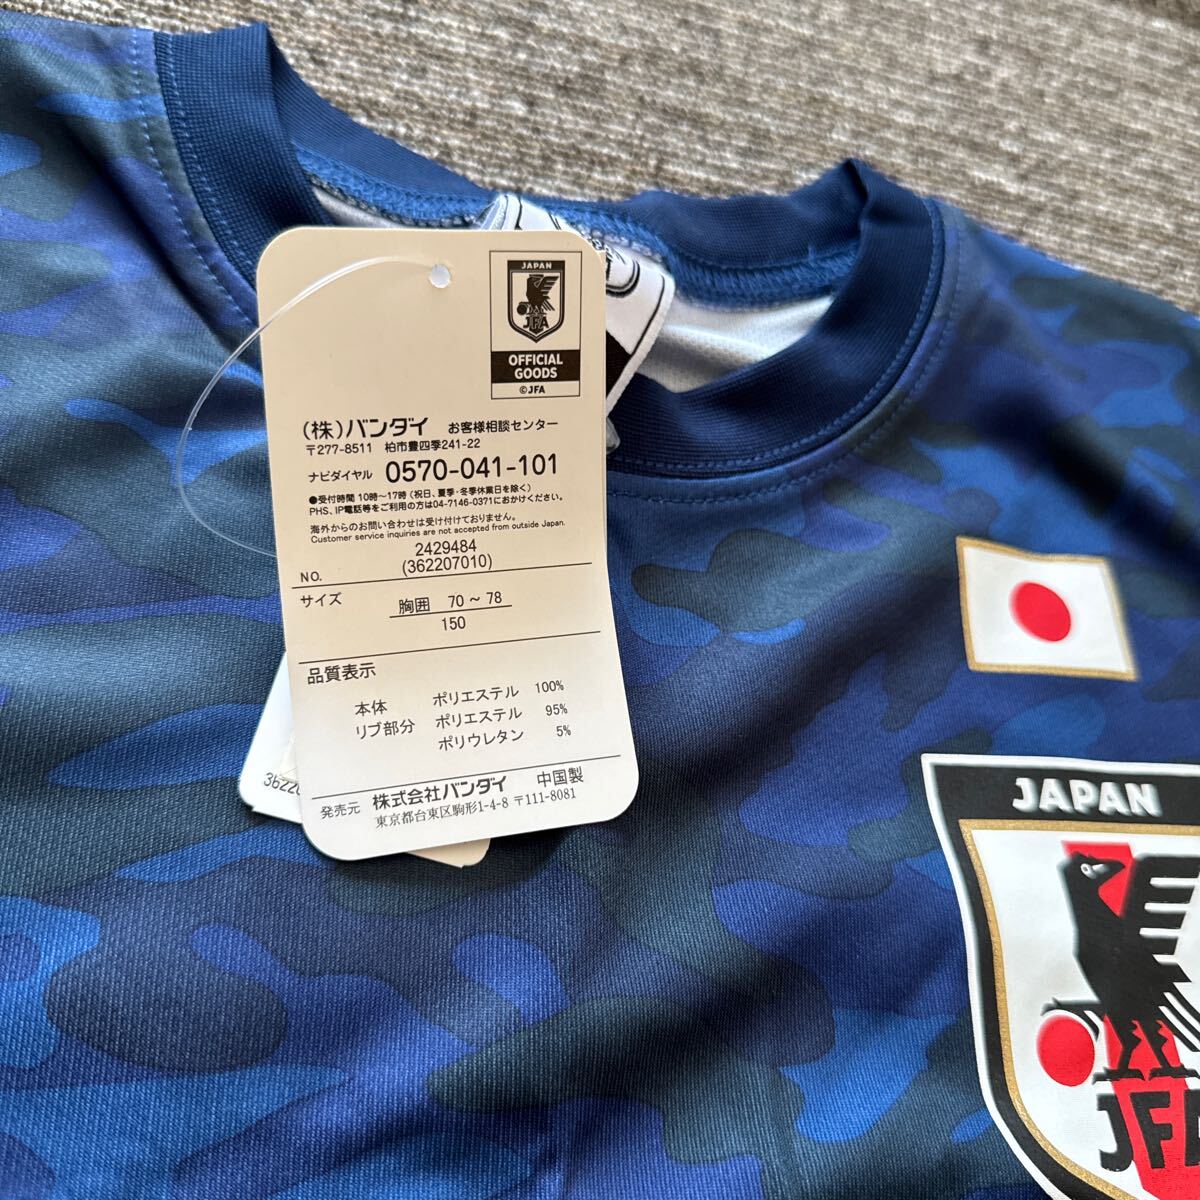 JAPAN
JFA
OFFICIAL
GOODS
©JFA
(株)バンダイ お客様相談センター
〒277-8511 柏市豊四季241-22
ナビダイヤル 0570-041-101
●受付時間 10時~17時(祝日、夏季・冬季休業日を除く)
PHS、IP電話等をご利用の方は04-7146-0371におかけください。
海外からのお問い合わせは受け付けておりません。
Customer service inquiries are not accepted from outside Japan.
2429484
NO. (362207010)
サイズ 胸囲 70~78
150
品質表示
本体 ポリエステル 100%
リブ部分 ポリエステル 95%
ポリウレタン 5%
発売元 株式会社バンダイ 中国製
東京都台東区駒形1-4-8 〒111-8081
36220
JAPAN
JFA